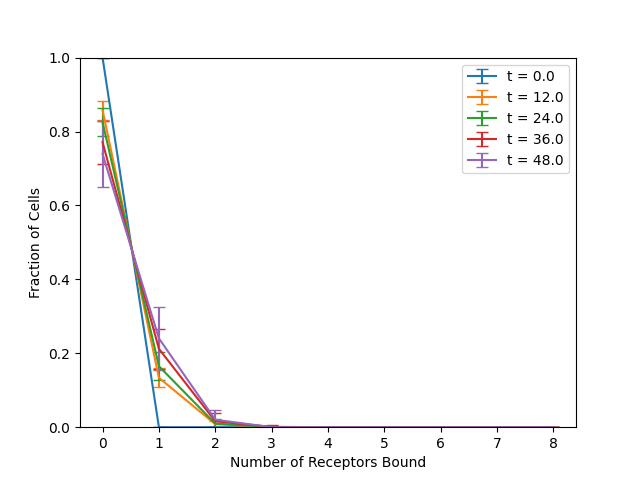 t = 0.0
t = 12.0
t = 24.0
t = 36.0
t = 48.0
1.0
0.8
0.6
0.4
0.2
0.0
Fraction of Cells
0 1 2 3 4 5 6 7 8
Number of Receptors Bound